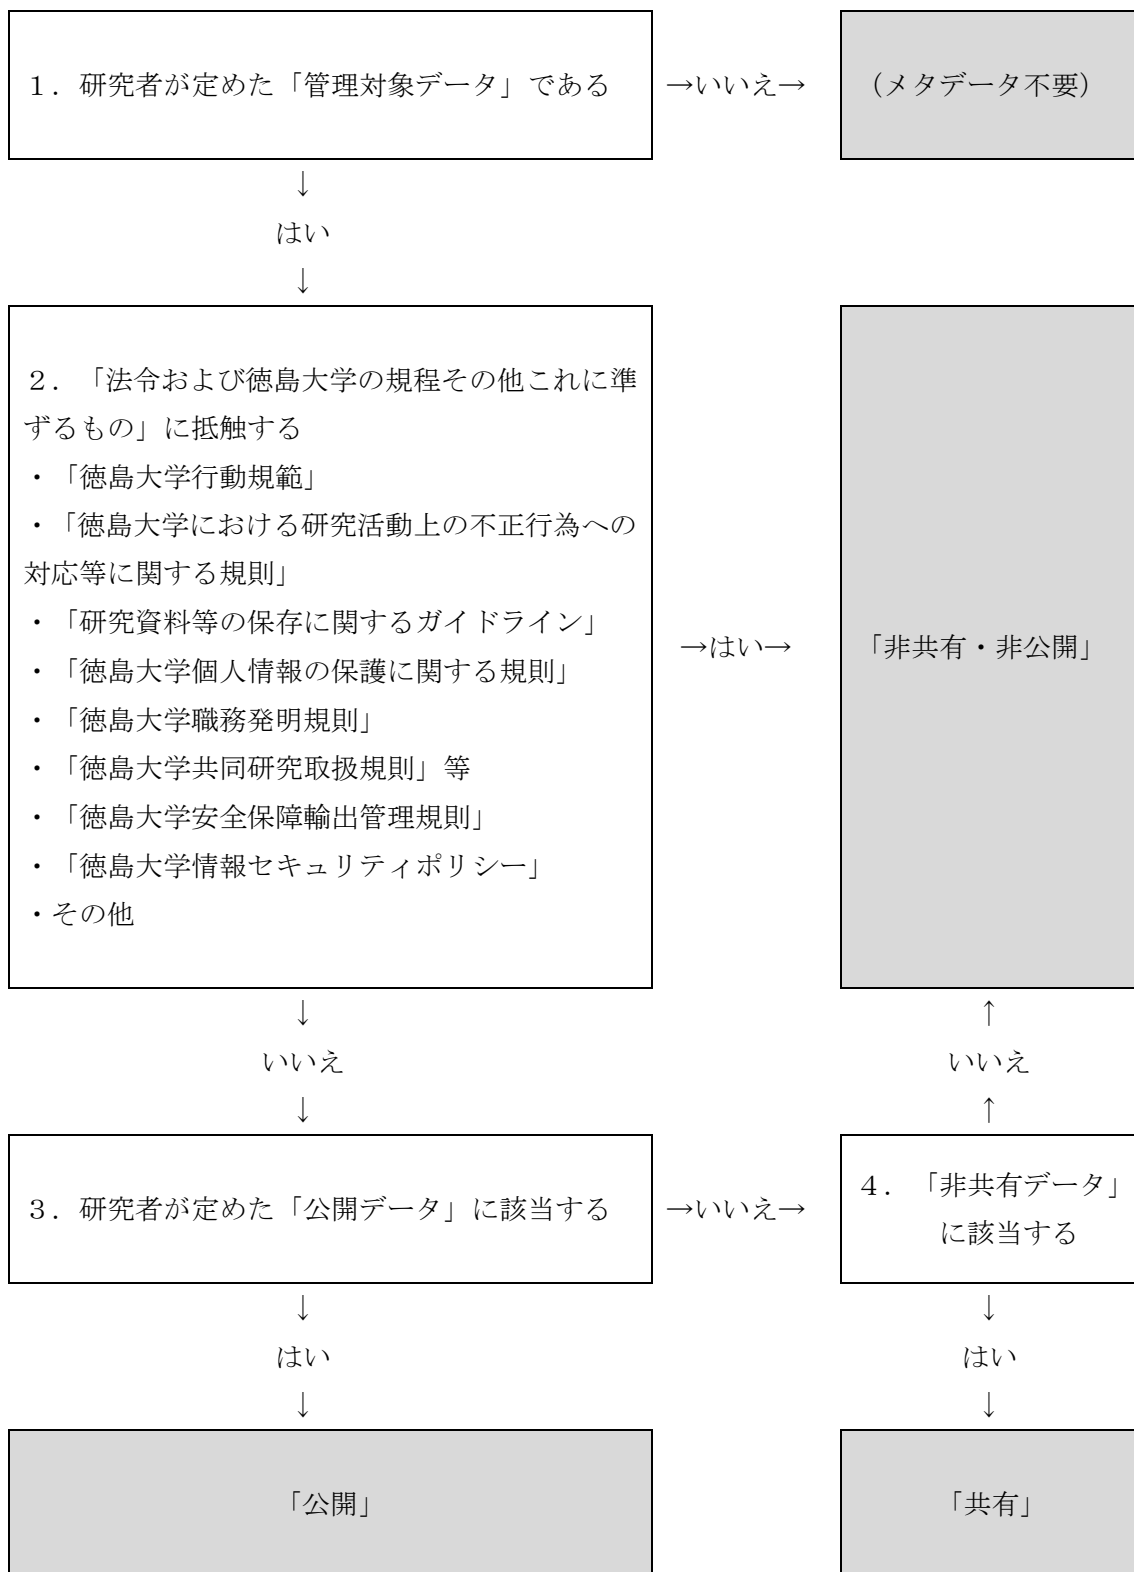 １．研究者が定めた「管理対象データ」である
→いいえ→
（メタデータ不要）
↓
はい
↓
２．「法令および徳島大学の規程その他これに準
ずるもの」に抵触する
・「徳島大学行動規範」
・「徳島大学における研究活動上の不正行為への
対応等に関する規則」
・「研究資料等の保存に関するガイドライン」
・「徳島大学個人情報の保護に関する規則」
・「徳島大学職務発明規則」
・「徳島大学共同研究取扱規則」等
・「徳島大学安全保障輸出管理規則」
・「徳島大学情報セキュリティポリシー」
・その他
→はい→
「非共有・非公開」
↓
いいえ
↓
↑
いいえ
↑
３．研究者が定めた「公開データ」に該当する
→いいえ→
４．「非共有データ」
に該当する
↓
はい
↓
↓
はい
↓
「公開」
「共有」